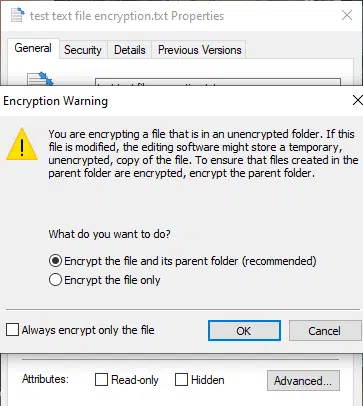 test text file encryption.txt Properties
General
Security
Details
Previous Versions
Encryption Warning
You are encrypting a file that is in an unencrypted folder. If this
file is modified, the editing software might store a temporary,
unencrypted, copy of the file. To ensure that files created in the
parent folder are encrypted, encrypt the parent folder.
What do you want to do?
Encrypt the file and its parent folder (recommended)
Encrypt the file only
Always encrypt only the file
OK
Cancel
Attributes:
Read-only
Hidden
Advanced...